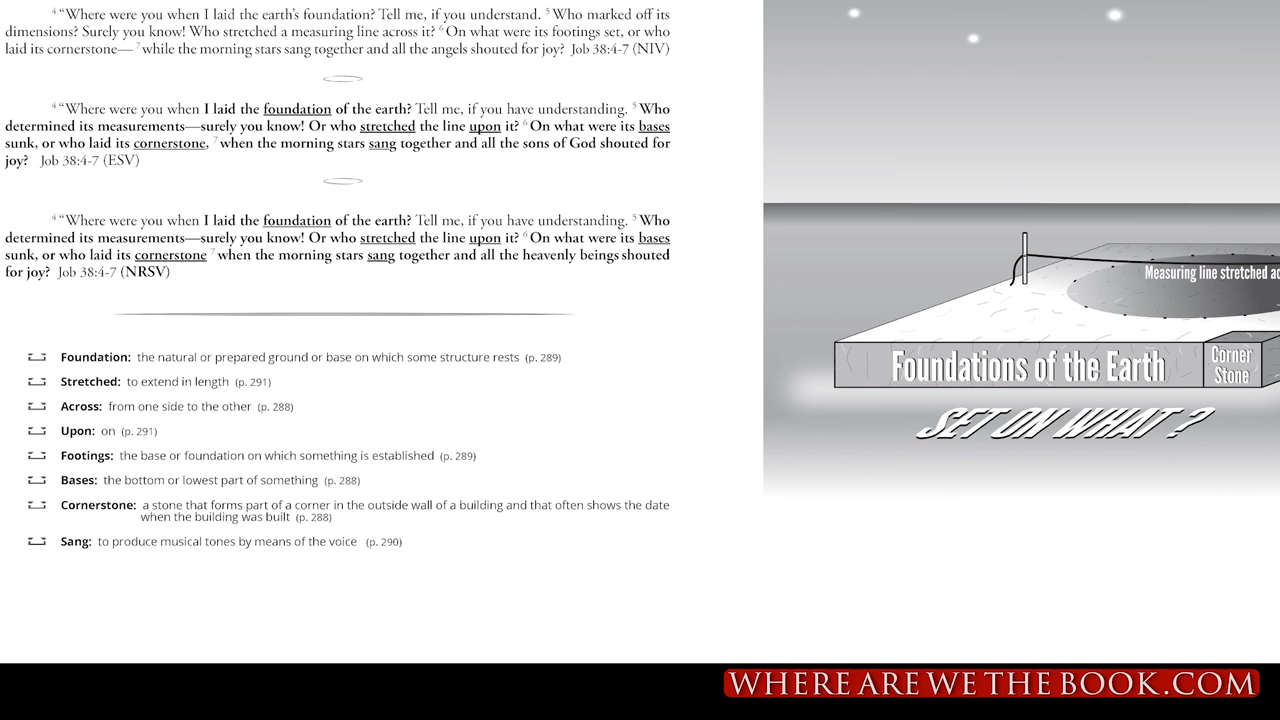 4 “Where were you when I laid the earth’s foundation? Tell me, if you understand. 5 Who marked off its
dimensions? Surely you know! Who stretched a measuring line across it? 6 On what were its footings set, or who
laid its cornerstone— 7 while the morning stars sang together and all the angels shouted for joy? Job 38:4-7 (NIV)
4 “Where were you when I laid the foundation of the earth? Tell me, if you have understanding. 5 Who
determined its measurements—surely you know! Or who stretched the line upon it? 6 On what were its bases
sunk, or who laid its cornerstone, 7 when the morning stars sang together and all the sons of God shouted for
joy? Job 38:4-7 (ESV)
4 “Where were you when I laid the foundation of the earth? Tell me, if you have understanding. 5 Who
determined its measurements—surely you know! Or who stretched the line upon it? 6 On what were its bases
sunk, or who laid its cornerstone 7 when the morning stars sang together and all the heavenly beings shouted
for joy? Job 38:4-7 (NRSV)
Foundation: the natural or prepared ground or base on which some structure rests (p. 289)
Stretched: to extend in length (p. 291)
Across: from one side to the other (p. 288)
Upon: on (p. 291)
Footings: the base or foundation on which something is established (p. 289)
Bases: the bottom or lowest part of something (p. 288)
Cornerstone: a stone that forms part of a corner in the outside wall of a building and that often shows the date
when the building was built (p. 288)
Sang: to produce musical tones by means of the voice (p. 290)
Measuring line stretched ac
Foundations of the Earth
Corner
Stone
SET ON WHAT ?
WHEREAREWETHEBOOK.COM